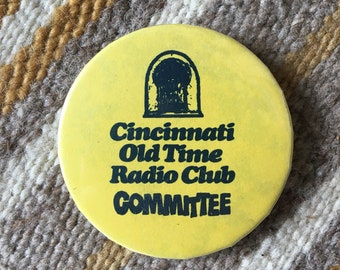 Cincinnati
Old Time
Radio Club
COMMITTEE